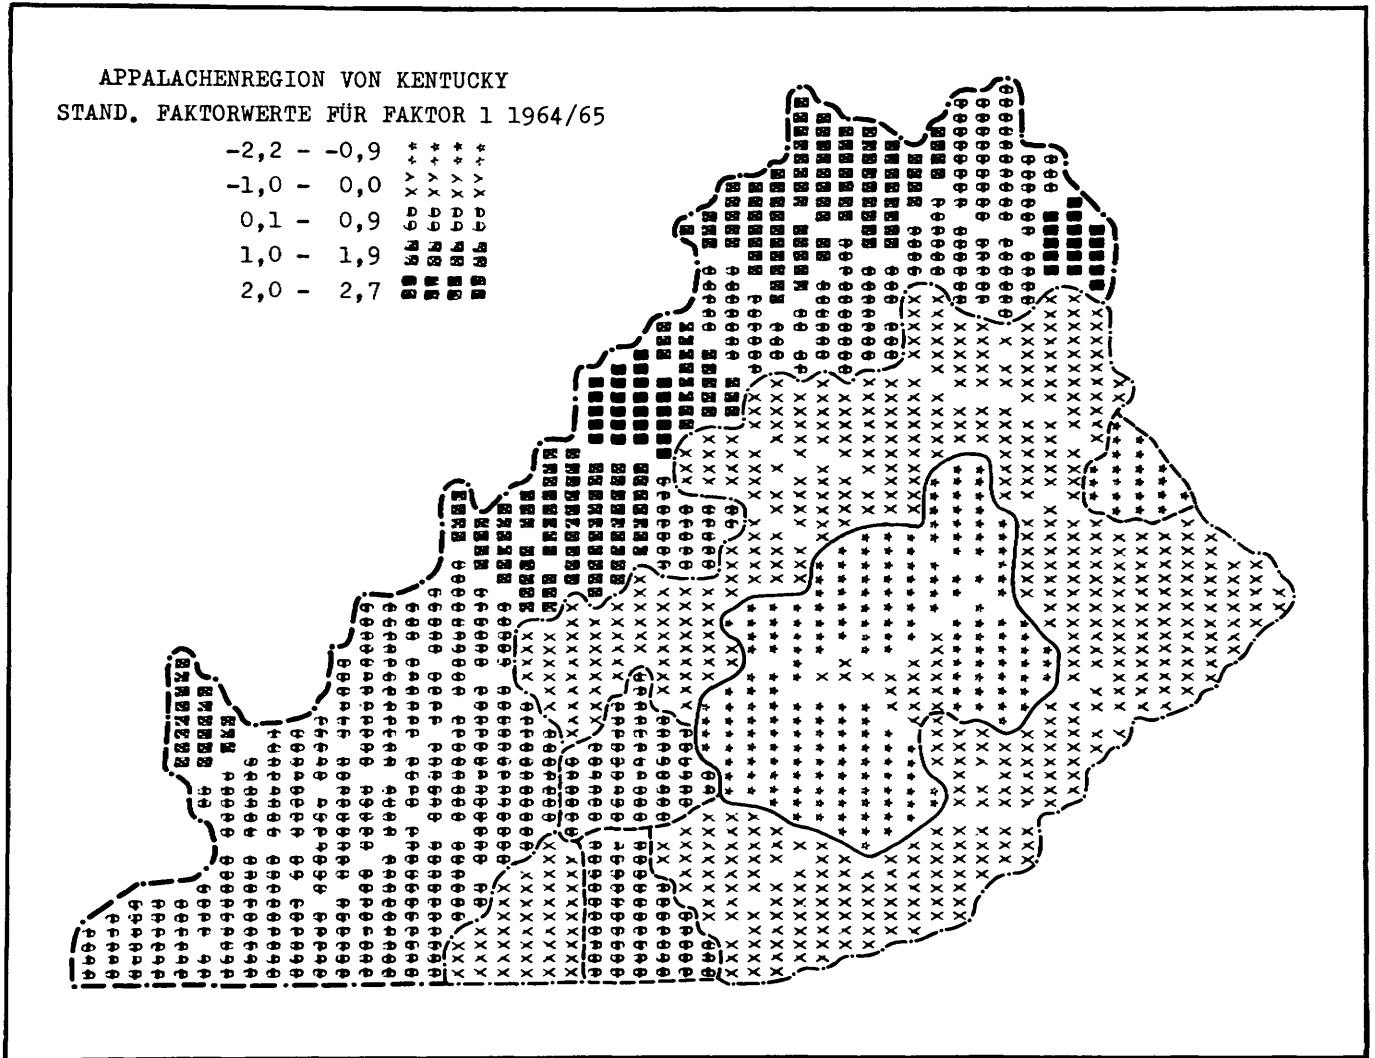 APPALACHENREGION VON KENTUCKY
STAND. FAKTORWERTE FÜR FAKTOR 1 1964/65
-2,2 - -0,9
-1,0 - 0,0
0,1 - 0,9
1,0 - 1,9
2,0 - 2,7